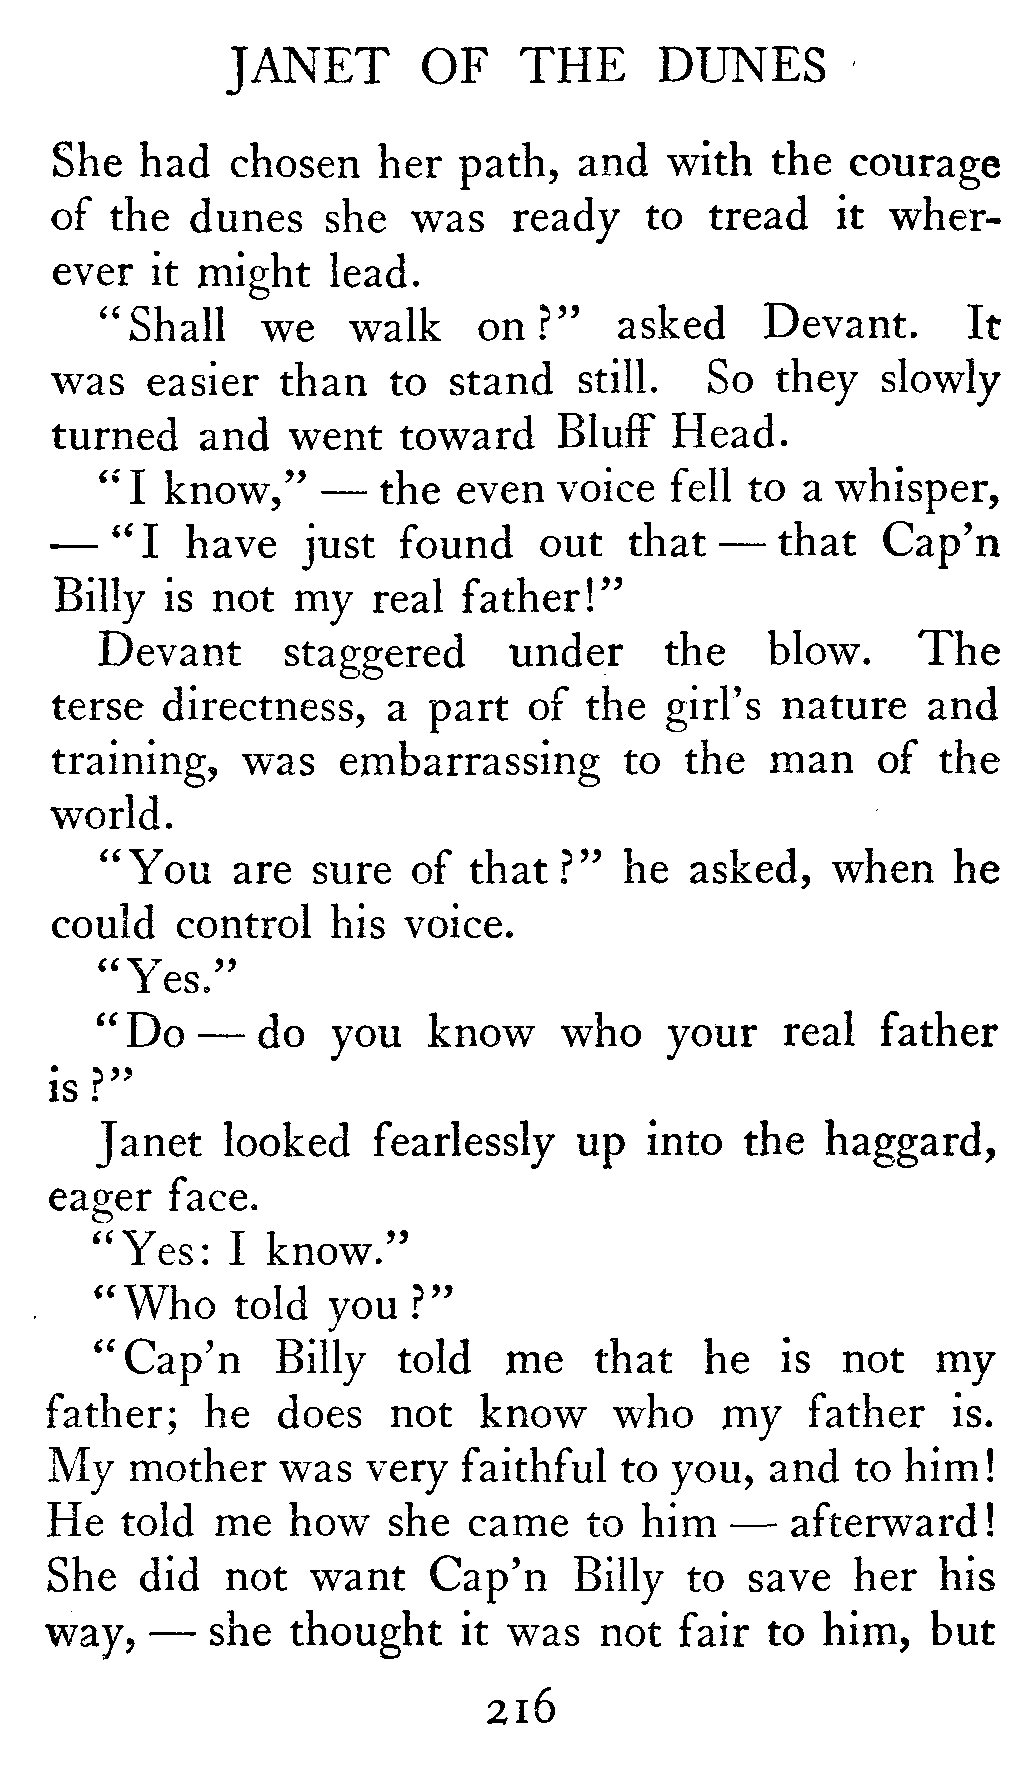 JANET OF THE DUNES
She had chosen her path, and with the courage
of the dunes she was ready to tread it wher-
ever it might lead.
"Shall we walk on?" asked Devant. It
was easier than to stand still. So they slowly
turned and went toward Bluff Head.
"I know," — the even voice fell to a whisper,
— "I have just found out that — that Cap'n
Billy is not my real father!"
Devant staggered under the blow. The
terse directness, a part of the girl's nature and
training, was embarrassing to the man of the
world.
"You are sure of that?" he asked, when he
could control his voice.
"Yes."
"Do — do you know who your real father
is?"
Janet looked fearlessly up into the haggard,
eager face.
"Yes: I know."
"Who told you?"
"Cap'n Billy told me that he is not my
father; he does not know who my father is.
My mother was very faithful to you, and to him!
He told me how she came to him — afterward!
She did not want Cap'n Billy to save her his
way, — she thought it was not fair to him, but
216